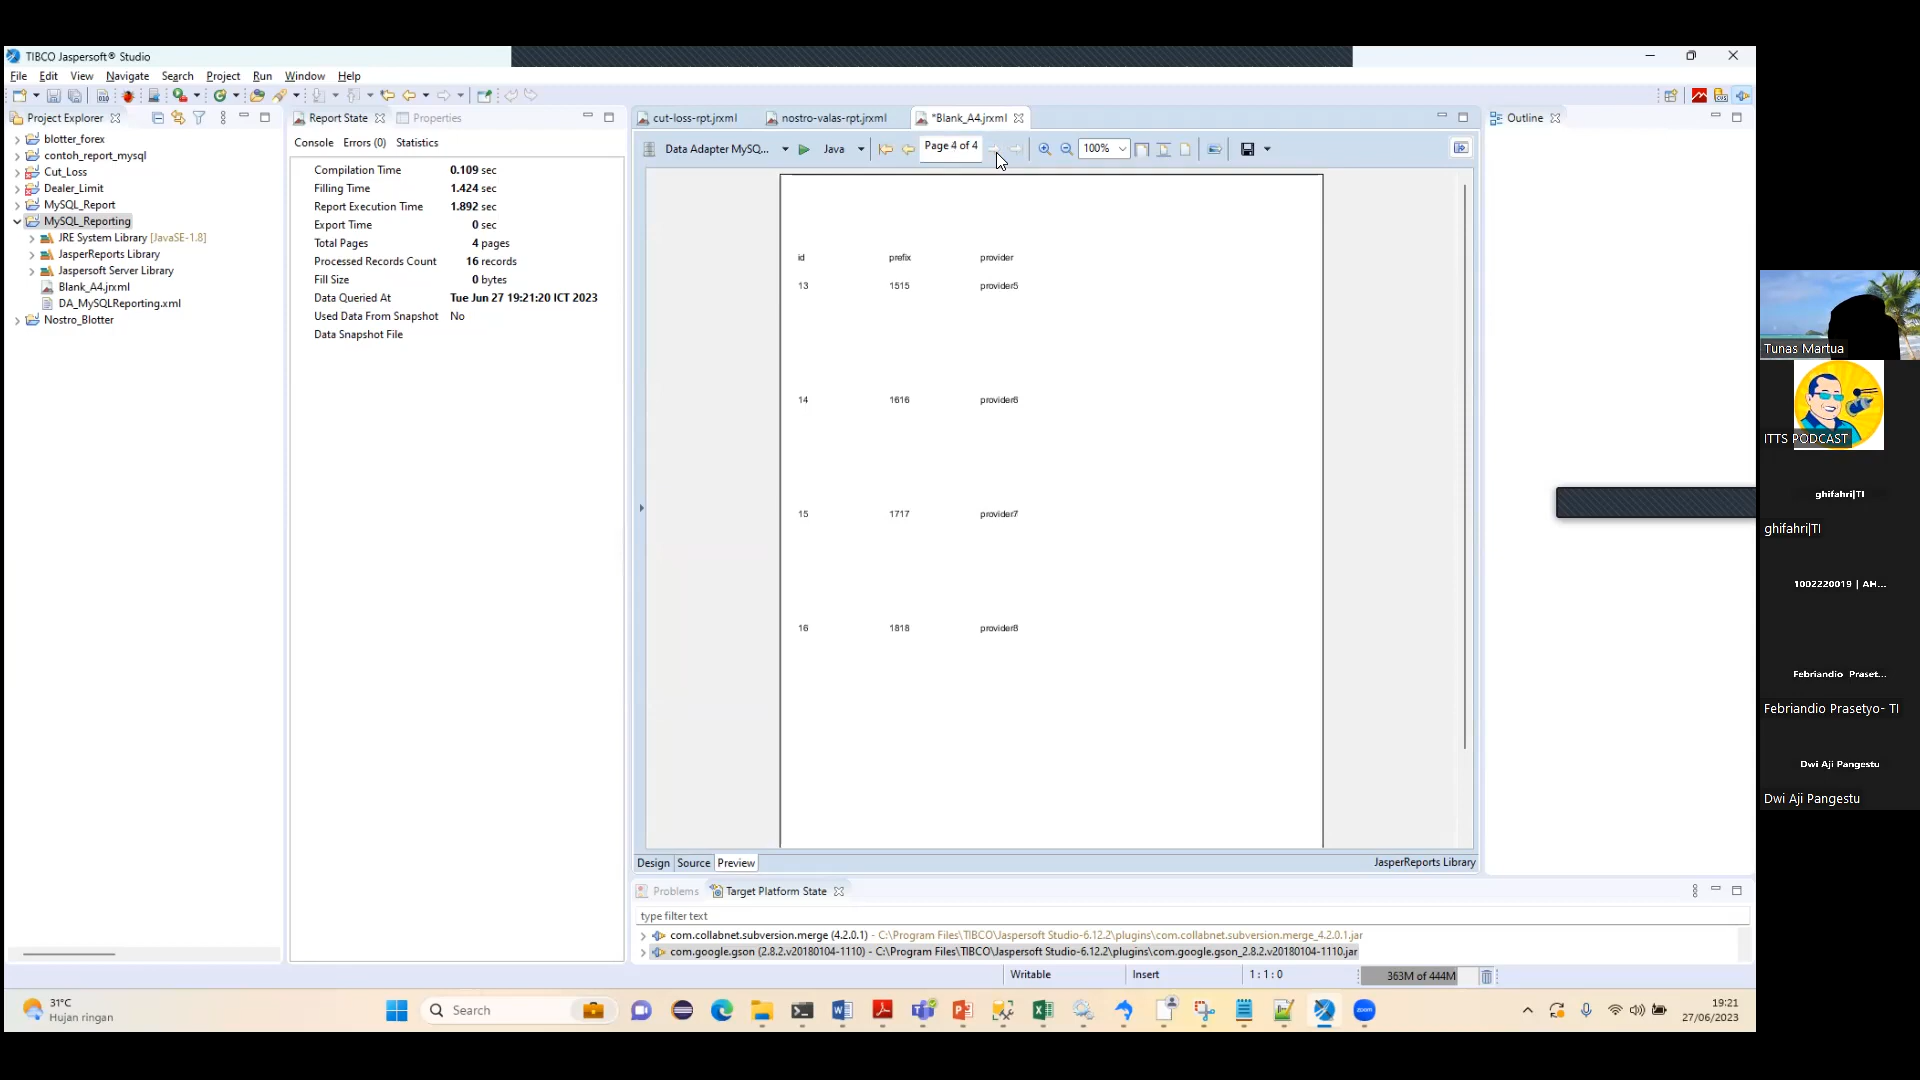 TIBCO Jaspersoft® Studio
File Edit View Navigate Search Project Run Window Help
Project Explorer
blotter_forex
contoh_report_mysql
Cut_Loss
Dealer_Limit
MySQL_Report
MySQL_Reporting
JRE System Library [JavaSE-1.8]
JasperReports Library
Jaspersoft Server Library
Blank_A4.jrxml
DA_MySQLReporting.xml
Nostro_Blotter
Report State Properties
Console Errors (0) Statistics
Compilation Time 0.109 sec
Filling Time 1.424 sec
Report Execution Time 1.892 sec
Export Time 0 sec
Total Pages 4 pages
Processed Records Count 16 records
Fill Size 0 bytes
Data Queried At Tue Jun 27 19:21:20 ICT 2023
Used Data From Snapshot No
Data Snapshot File
cut-loss-rpt.jrxml nostro-valas-rpt.jrxml *Blank_A4.jrxml
Data Adapter MySQ... Java Page 4 of 4 100%
id prefix provider
13 1515 provider5
14 1616 provider6
15 1717 provider7
16 1818 provider8
Design Source Preview JasperReports Library
Outline
Problems Target Platform State
type filter text
com.collabnet.subversion.merge (4.2.0.1) - C:\Program Files\TIBCO\Jaspersoft Studio-6.12.2\plugins\com.collabnet.subversion.merge_4.2.0.1.jar
com.google.gson (2.8.2.v20180104-1110) - C:\Program Files\TIBCO\Jaspersoft Studio-6.12.2\plugins\com.google.gson_2.8.2.v20180104-1110.jar
Writable Insert 1 : 1 : 0 363M of 444M
31°C
Hujan ringan
Search
zoom
19:21
27/06/2023
Tunas Martua
ITTS PODCAST
ghifahri|TI
ghifahri|TI
1002220019 | AH...
Febriandio Praset...
Febriandio Prasetyo- TI
Dwi Aji Pangestu
Dwi Aji Pangestu